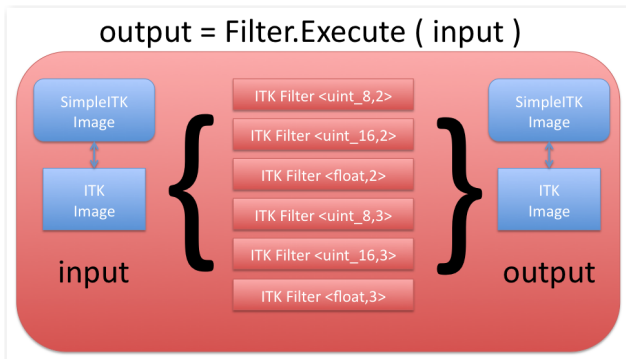 output = Filter.Execute ( input )
SimpleITK
Image
ITK
Image
input
{
ITK Filter <uint_8,2>
ITK Filter <uint_16,2>
ITK Filter <float,2>
ITK Filter <uint_8,3>
ITK Filter <uint_16,3>
ITK Filter <float,3>
}
SimpleITK
Image
ITK
Image
output